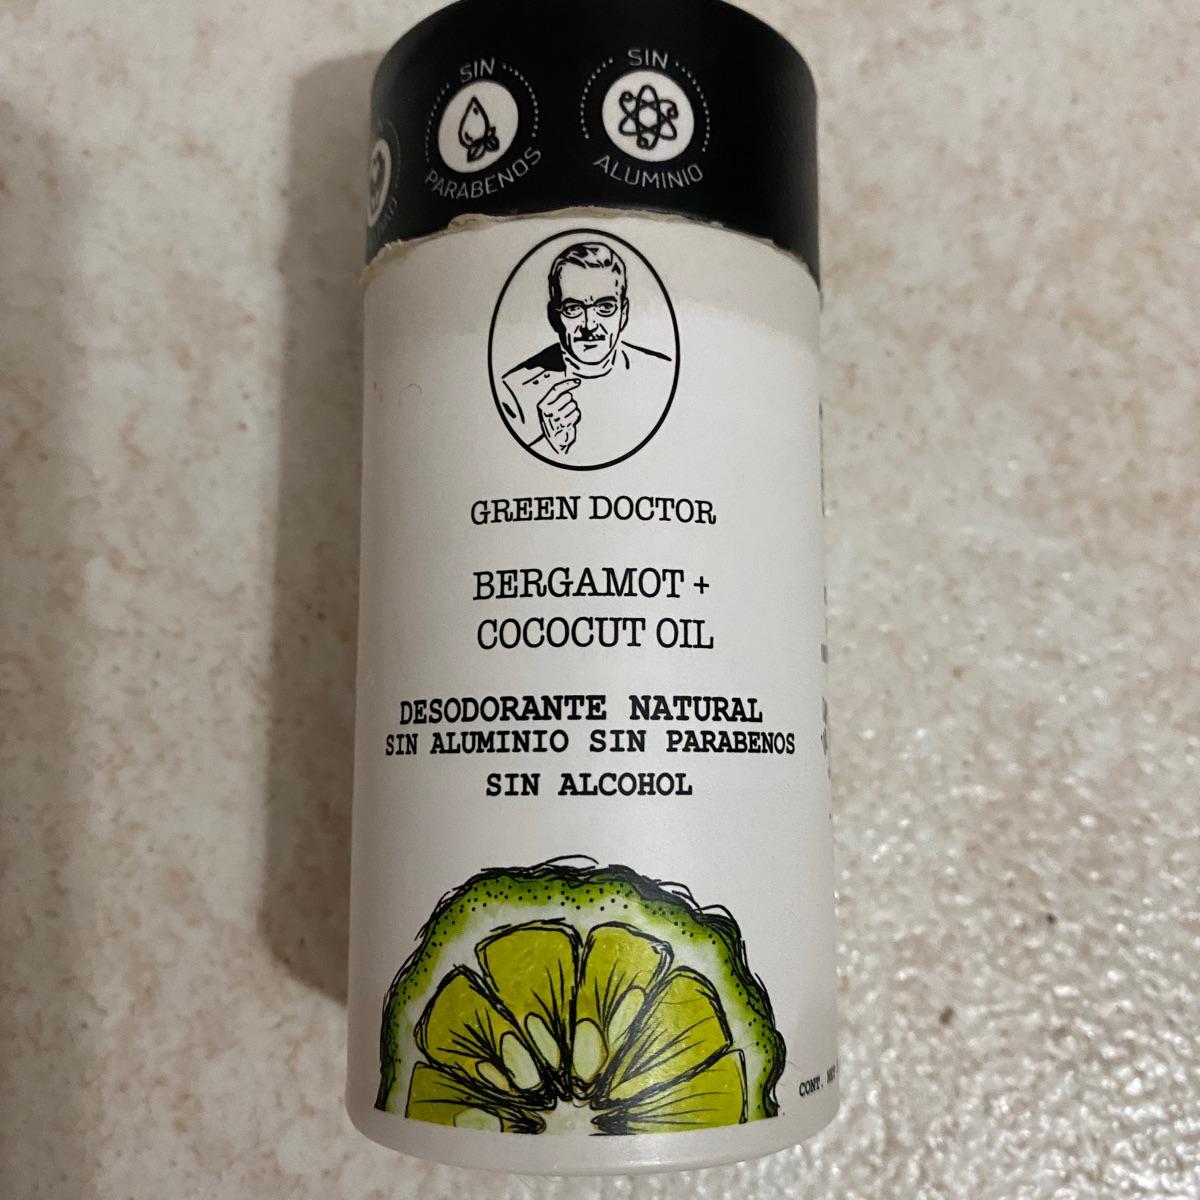 SIN
PARABENOS
SIN
ALUMINIO
GREEN DOCTOR
BERGAMOT +
COCOCUT OIL
DESODORANTE NATURAL
SIN ALUMINIO SIN PARABENOS
SIN ALCOHOL
CONT.